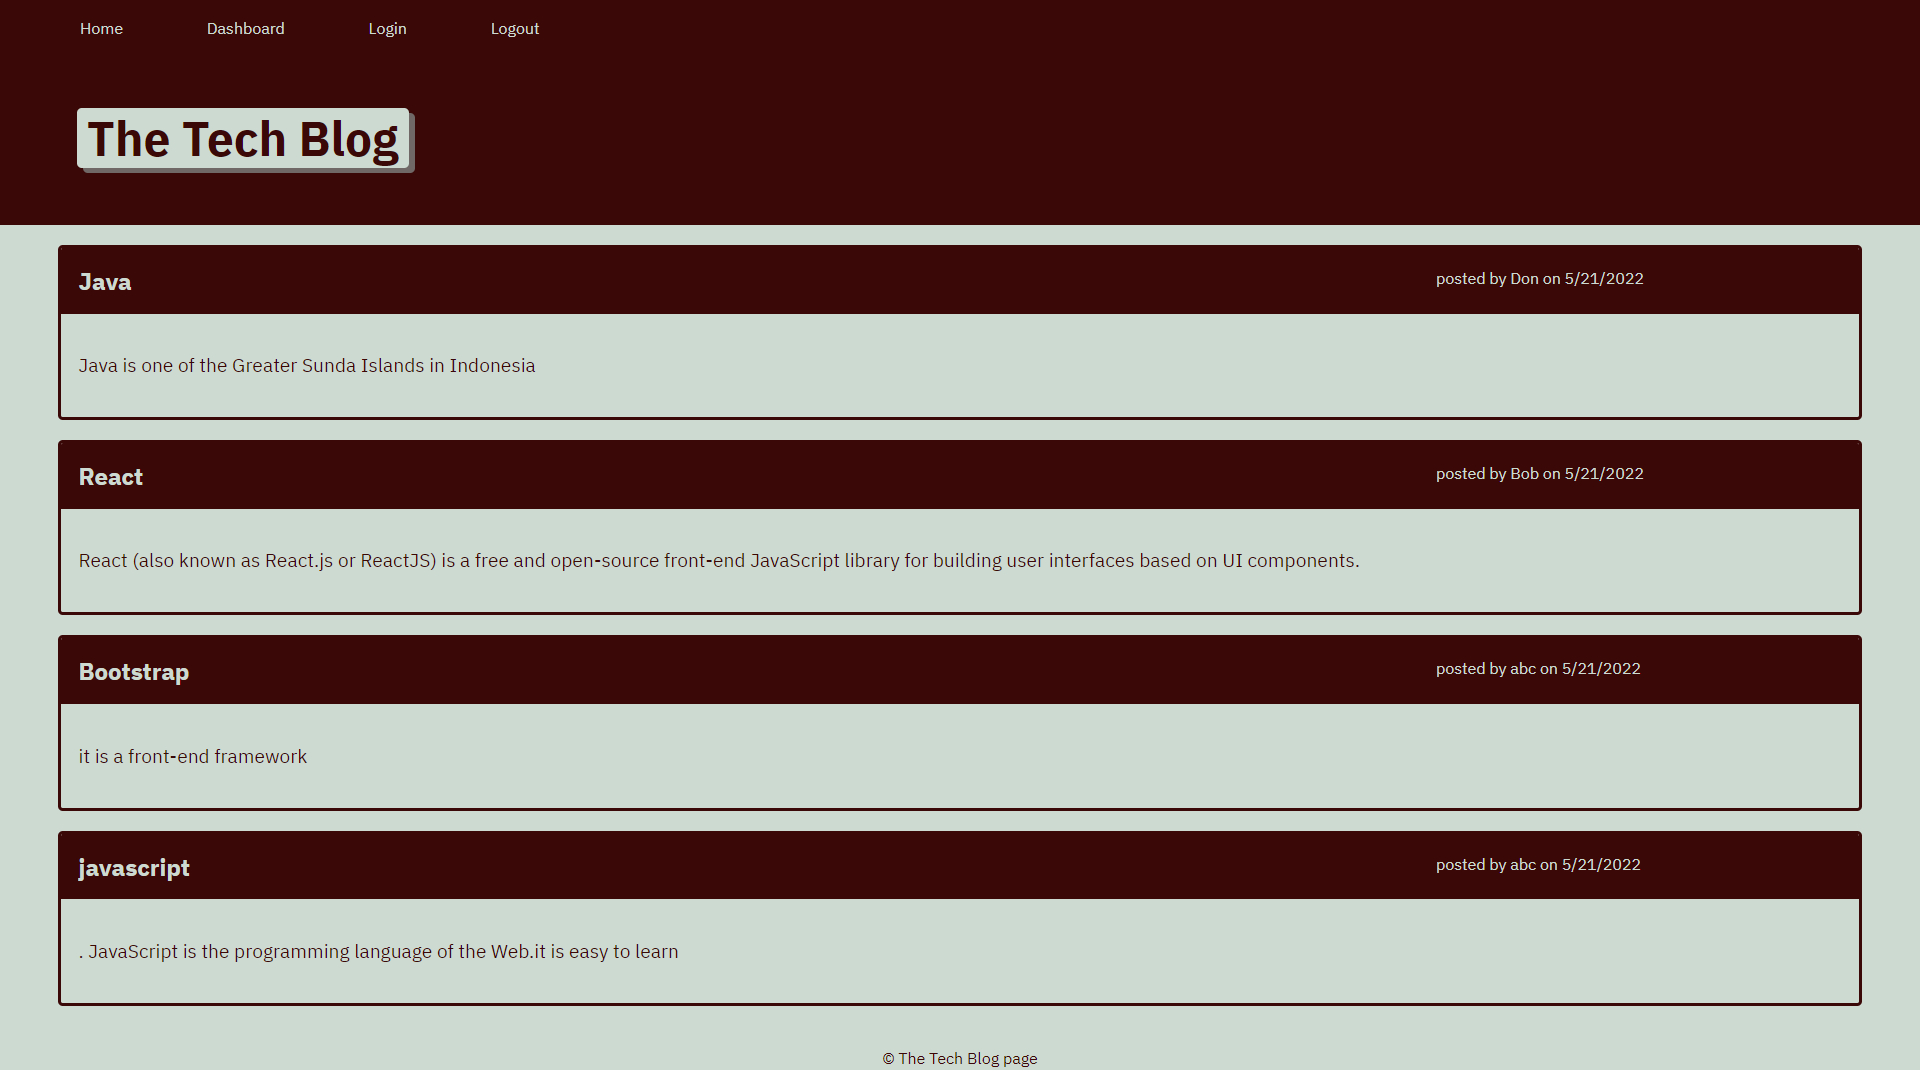 Home Dashboard Login Logout
The Tech Blog
Java posted by Don on 5/21/2022
Java is one of the Greater Sunda Islands in Indonesia
React posted by Bob on 5/21/2022
React (also known as React.js or ReactJS) is a free and open-source front-end JavaScript library for building user interfaces based on UI components.
Bootstrap posted by abc on 5/21/2022
it is a front-end framework
javascript posted by abc on 5/21/2022
. JavaScript is the programming language of the Web.it is easy to learn
© The Tech Blog page